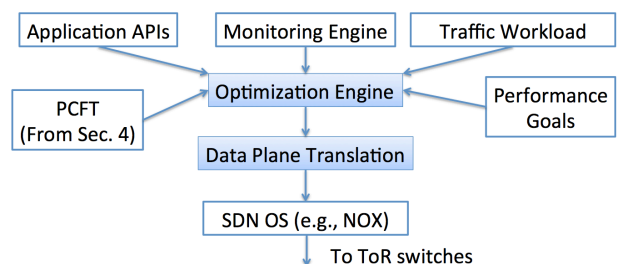 Application APIs
Monitoring Engine
Traffic Workload
Optimization Engine
PCFT
(From Sec. 4)
Performance
Goals
Data Plane Translation
SDN OS (e.g., NOX)
To ToR switches